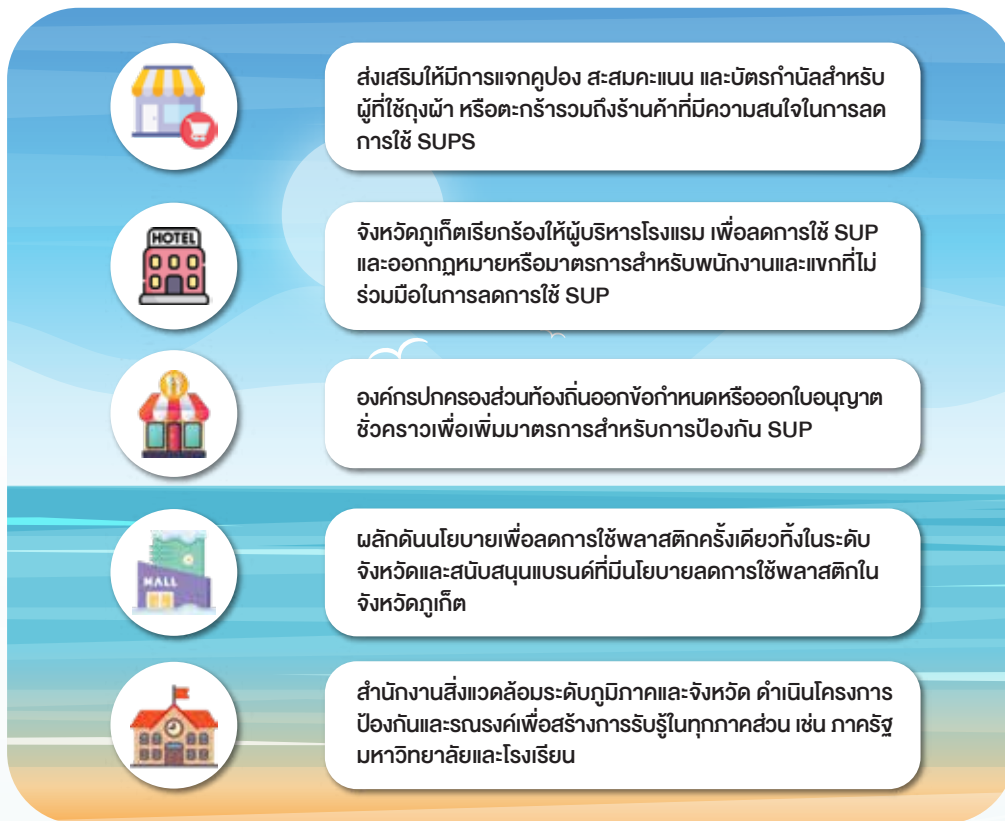 ส่งเสริมให้มีการแจกคูปอง สะสมคะแนน และบัตรกำนัลสำหรับ
ผู้ที่ใช้ถุงผ้า หรือตะกร้ารวมถึงร้านค้าที่มีความสนใจในการลด
การใช้ SUPS
HOTEL
จังหวัดภูเก็ตเรียกร้องให้ผู้บริหารโรงแรม เพื่อลดการใช้ SUP
และออกกฎหมายหรือมาตรการสำหรับพนักงานและแขกที่ไม่
ร่วมมือในการลดการใช้ SUP
องค์กรปกครองส่วนท้องถิ่นออกข้อกำหนดหรือออกใบอนุญาต
ชั่วคราวเพื่อเพิ่มมาตรการสำหรับการป้องกัน SUP
MALL
ผลักดันนโยบายเพื่อลดการใช้พลาสติกครั้งเดียวทิ้งในระดับ
จังหวัดและสนับสนุนแบรนด์ที่มีนโยบายลดการใช้พลาสติกใน
จังหวัดภูเก็ต
สำนักงานสิ่งแวดล้อมระดับภูมิภาคและจังหวัด ดำเนินโครงการ
ป้องกันและรณรงค์เพื่อสร้างการรับรู้ในทุกภาคส่วน เช่น ภาครัฐ
มหาวิทยาลัยและโรงเรียน